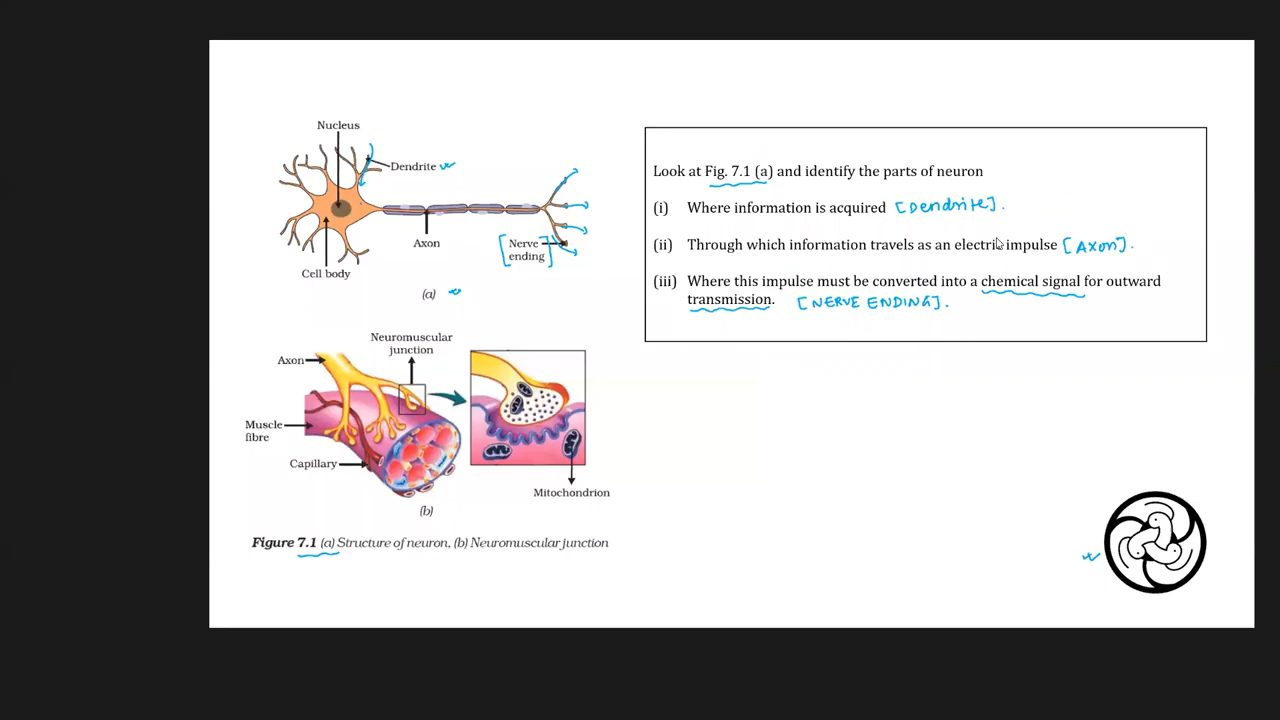 Nucleus
Dendrite
Axon
Nerve
ending
Cell body
(a)
Neuromuscular
junction
Axon
Muscle
fibre
Capillary
Mitochondrion
(b)
Figure 7.1 (a) Structure of neuron, (b) Neuromuscular junction
Look at Fig. 7.1 (a) and identify the parts of neuron
(i) Where information is acquired [Dendrite].
(ii) Through which information travels as an electric impulse [Axon].
(iii) Where this impulse must be converted into a chemical signal for outward
transmission. [NERVE ENDING].